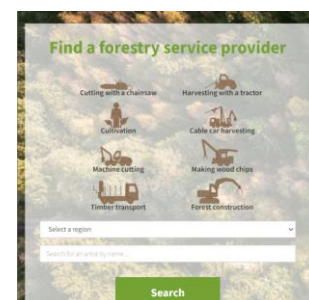 Find a forestry service provider
Cutting with a chainsaw
Harvesting with a tractor
Cultivation
Cable car harvesting
Machine cutting
Making wood chips
Timber transport
Forest construction
Select a region
Search for an artist by name ...
Search